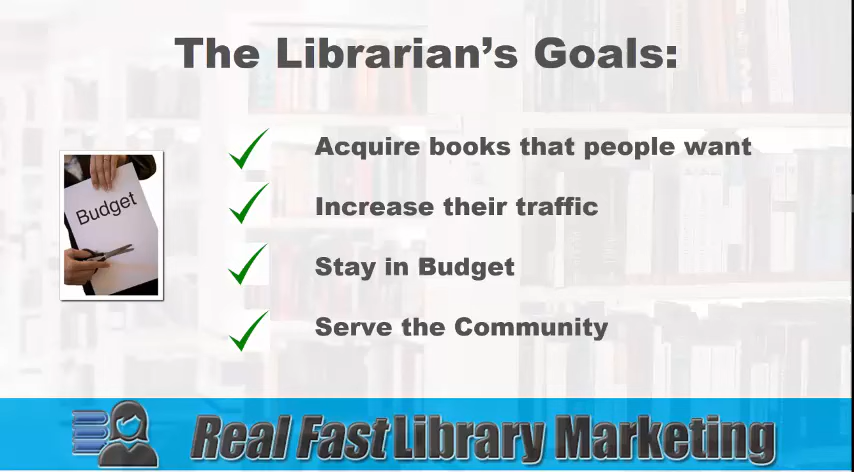 The Librarian’s Goals:
Acquire books that people want
Budget
Increase their traffic
Stay in Budget
Serve the Community
Real Fast Library Marketing